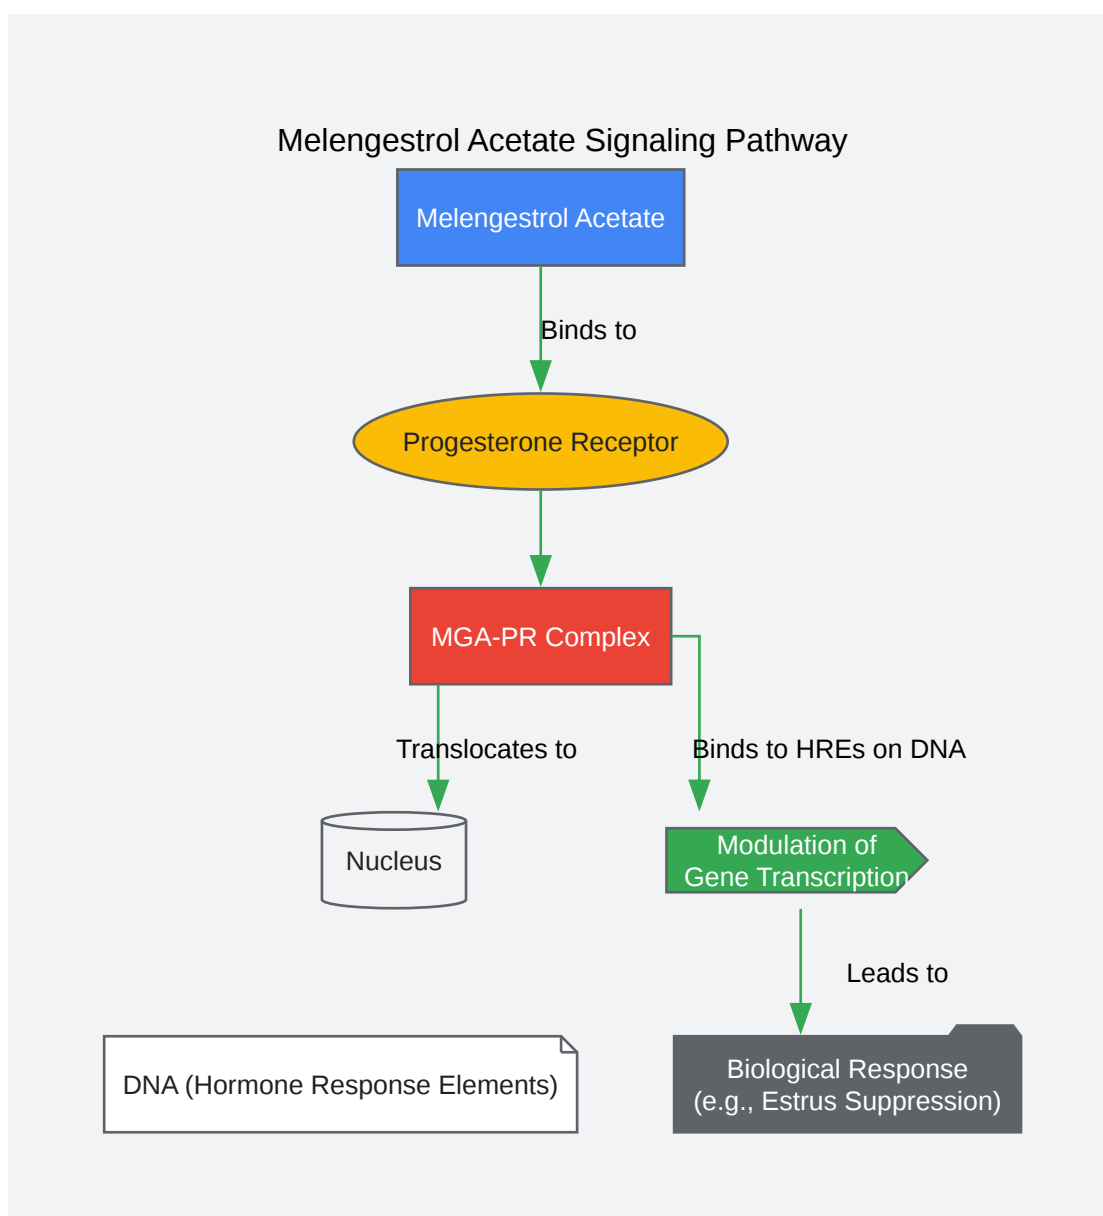 Melengestrol Acetate Signaling Pathway
Melengestrol Acetate
Binds to
Progesterone Receptor
MGA-PR Complex
Translocates to
Binds to HREs on DNA
Nucleus
Modulation of
Gene Transcription
Leads to
DNA (Hormone Response Elements)
Biological Response
(e.g., Estrus Suppression)